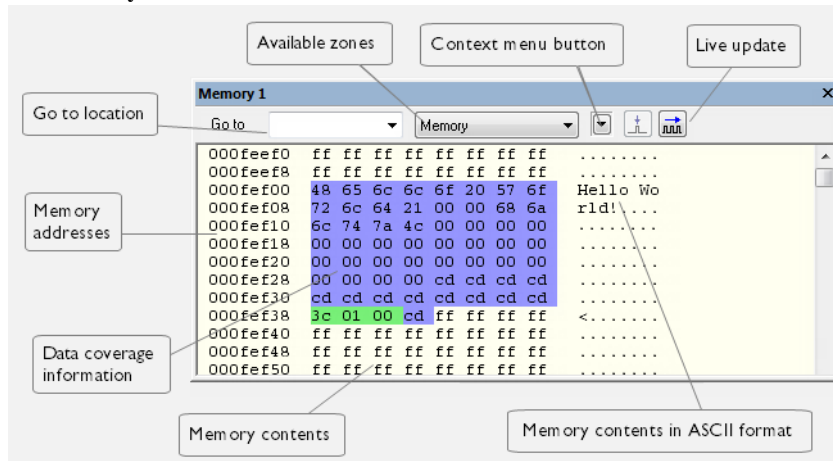 Available zones
Context menu button
Live update
Go to location
Memory 1
Go to
Memory
000feef0 ff ff ff ff ff ff ff ff ........
000feef8 ff ff ff ff ff ff ff ff ........
000fef00 48 65 6c 6c 6f 20 57 6f Hello Wo
000fef08 72 6c 64 21 00 00 68 6a rld!....
000fef10 6c 74 7a 4c 00 00 00 00 ........
000fef18 00 00 00 00 00 00 00 00 ........
000fef20 00 00 00 00 00 00 00 00 ........
000fef28 00 00 00 00 cd cd cd cd ........
000fef30 cd cd cd cd cd cd cd cd ........
000fef38 3c 01 00 cd ff ff ff ff <.......
000fef40 ff ff ff ff ff ff ff ff ........
000fef48 ff ff ff ff ff ff ff ff ........
000fef50 ff ff ff ff ff ff ff ff ........
Memory
addresses
Data coverage
information
Memory contents
Memory contents in ASCII format